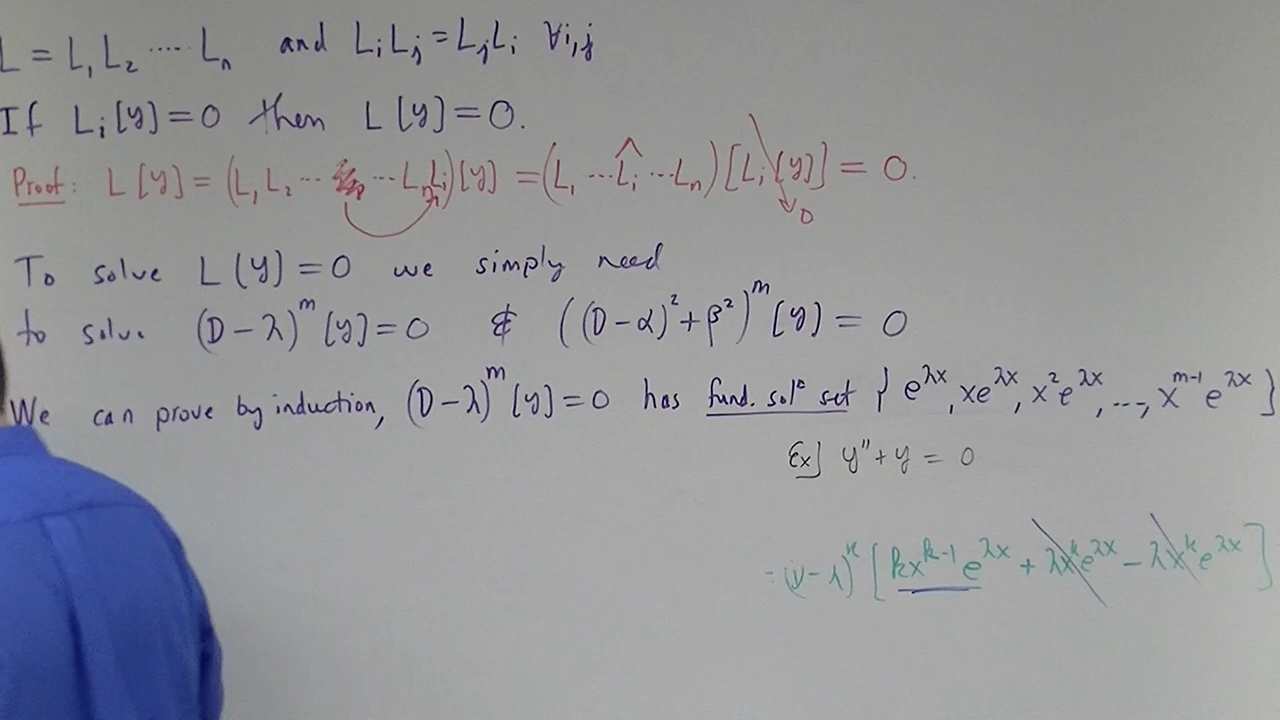 L = L₁L₂ ····· Lₙ and LᵢLⱼ = LⱼLᵢ ∀i,j
If Lᵢ[y] = 0 then L[y] = 0.
Proof: L[y] = (L₁L₂ ··· ··· LₙLᵢ)[y] = (L₁ ··· L̂ᵢ ··· Lₙ)[Lᵢ[y]] = 0.
0
To solve L[y] = 0 we simply need
to solve (D-λ)ᵐ[y] = 0 & ((D-α)²+β²)ᵐ[y] = 0
We can prove by induction, (D-λ)ᵐ[y] = 0 has fund. solⁿ set { e^{λx}, xe^{λx}, x²e^{λx}, ..., x^{m-1}e^{λx} }
Ex] y''+y = 0
= (D-λ)ᵏ [ kx^{k-1}e^{λx} + λxᵏe^{λx} - λxᵏe^{λx} ]